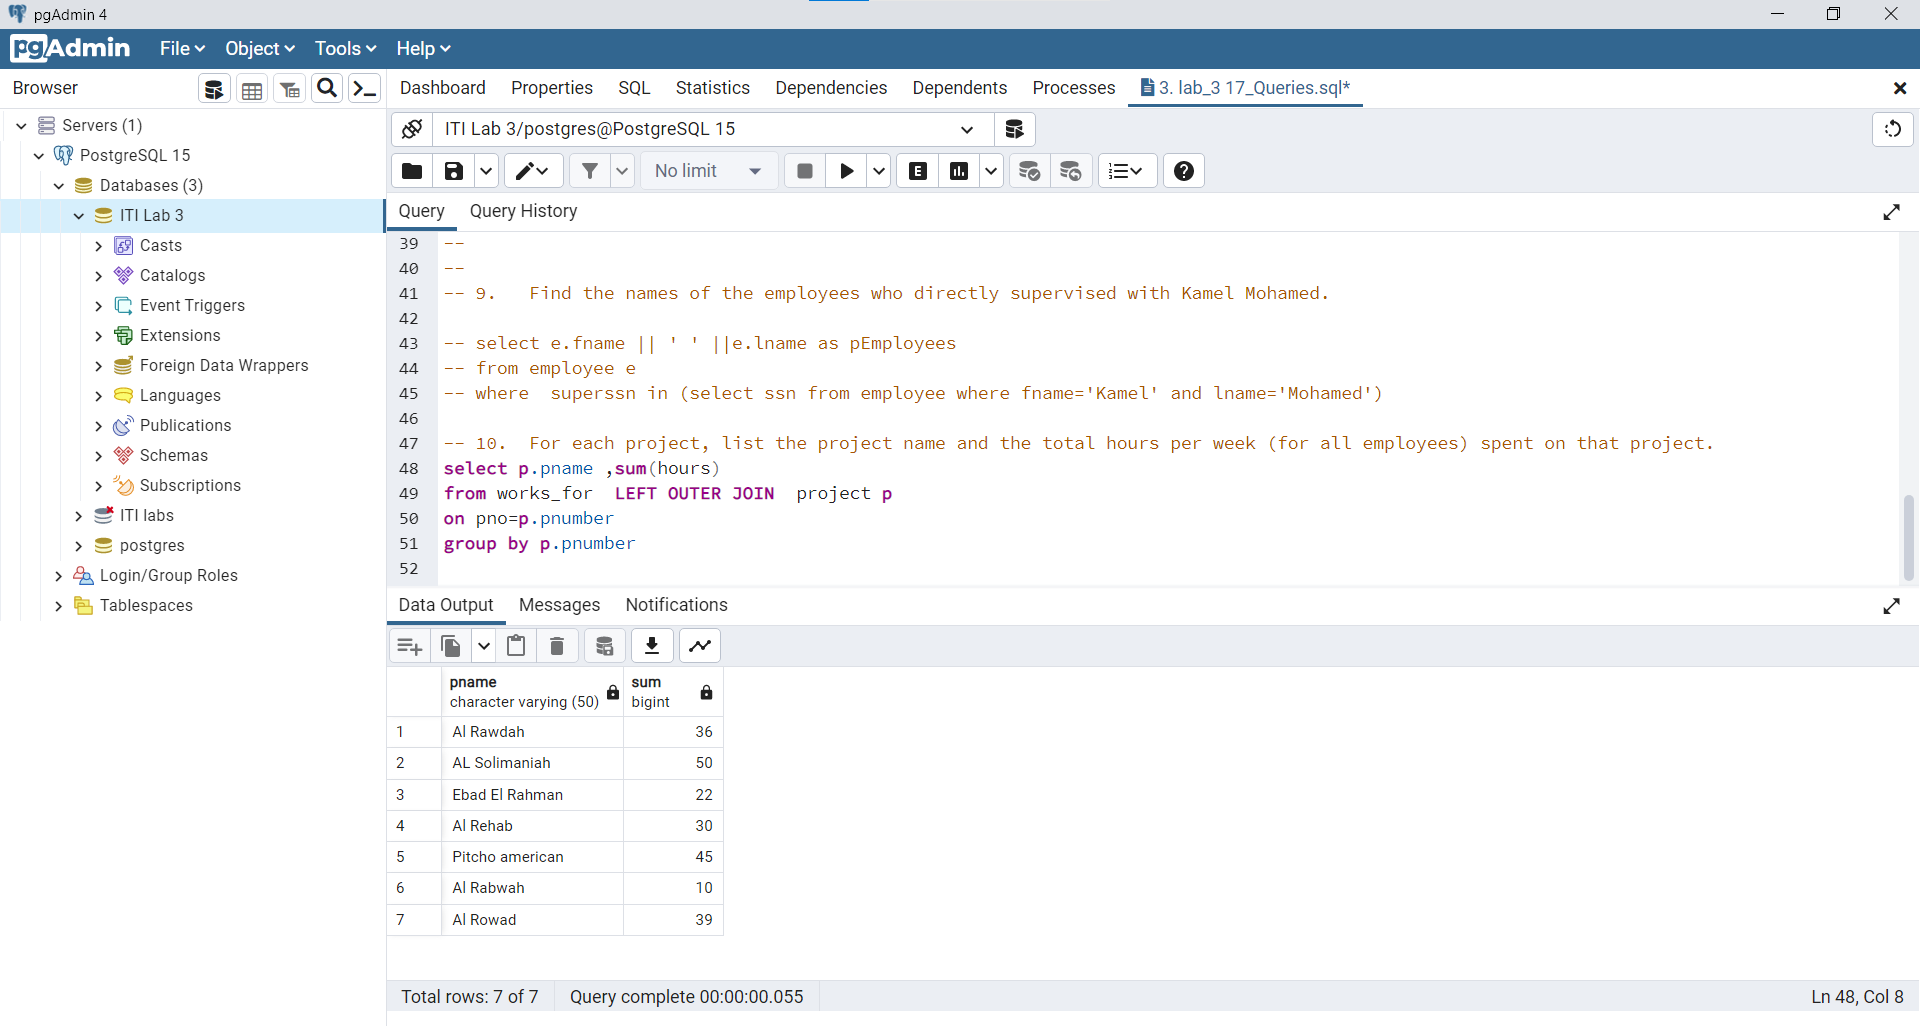 pgAdmin 4
pgAdmin File Object Tools Help
Browser
Dashboard Properties SQL Statistics Dependencies Dependents Processes 3. lab_3 17_Queries.sql*
Servers (1)
PostgreSQL 15
Databases (3)
ITI Lab 3
Casts
Catalogs
Event Triggers
Extensions
Foreign Data Wrappers
Languages
Publications
Schemas
Subscriptions
ITI labs
postgres
Login/Group Roles
Tablespaces
ITI Lab 3/postgres@PostgreSQL 15
No limit E
Query Query History
39 --
40 --
41 -- 9. Find the names of the employees who directly supervised with Kamel Mohamed.
42
43 -- select e.fname || ' ' ||e.lname as pEmployees
44 -- from employee e
45 -- where superssn in (select ssn from employee where fname='Kamel' and lname='Mohamed')
46
47 -- 10. For each project, list the project name and the total hours per week (for all employees) spent on that project.
48 select p.pname ,sum(hours)
49 from works_for LEFT OUTER JOIN project p
50 on pno=p.pnumber
51 group by p.pnumber
52
Data Output Messages Notifications
pname sum
character varying (50) bigint
1 Al Rawdah 36
2 AL Solimaniah 50
3 Ebad El Rahman 22
4 Al Rehab 30
5 Pitcho american 45
6 Al Rabwah 10
7 Al Rowad 39
Total rows: 7 of 7 Query complete 00:00:00.055 Ln 48, Col 8